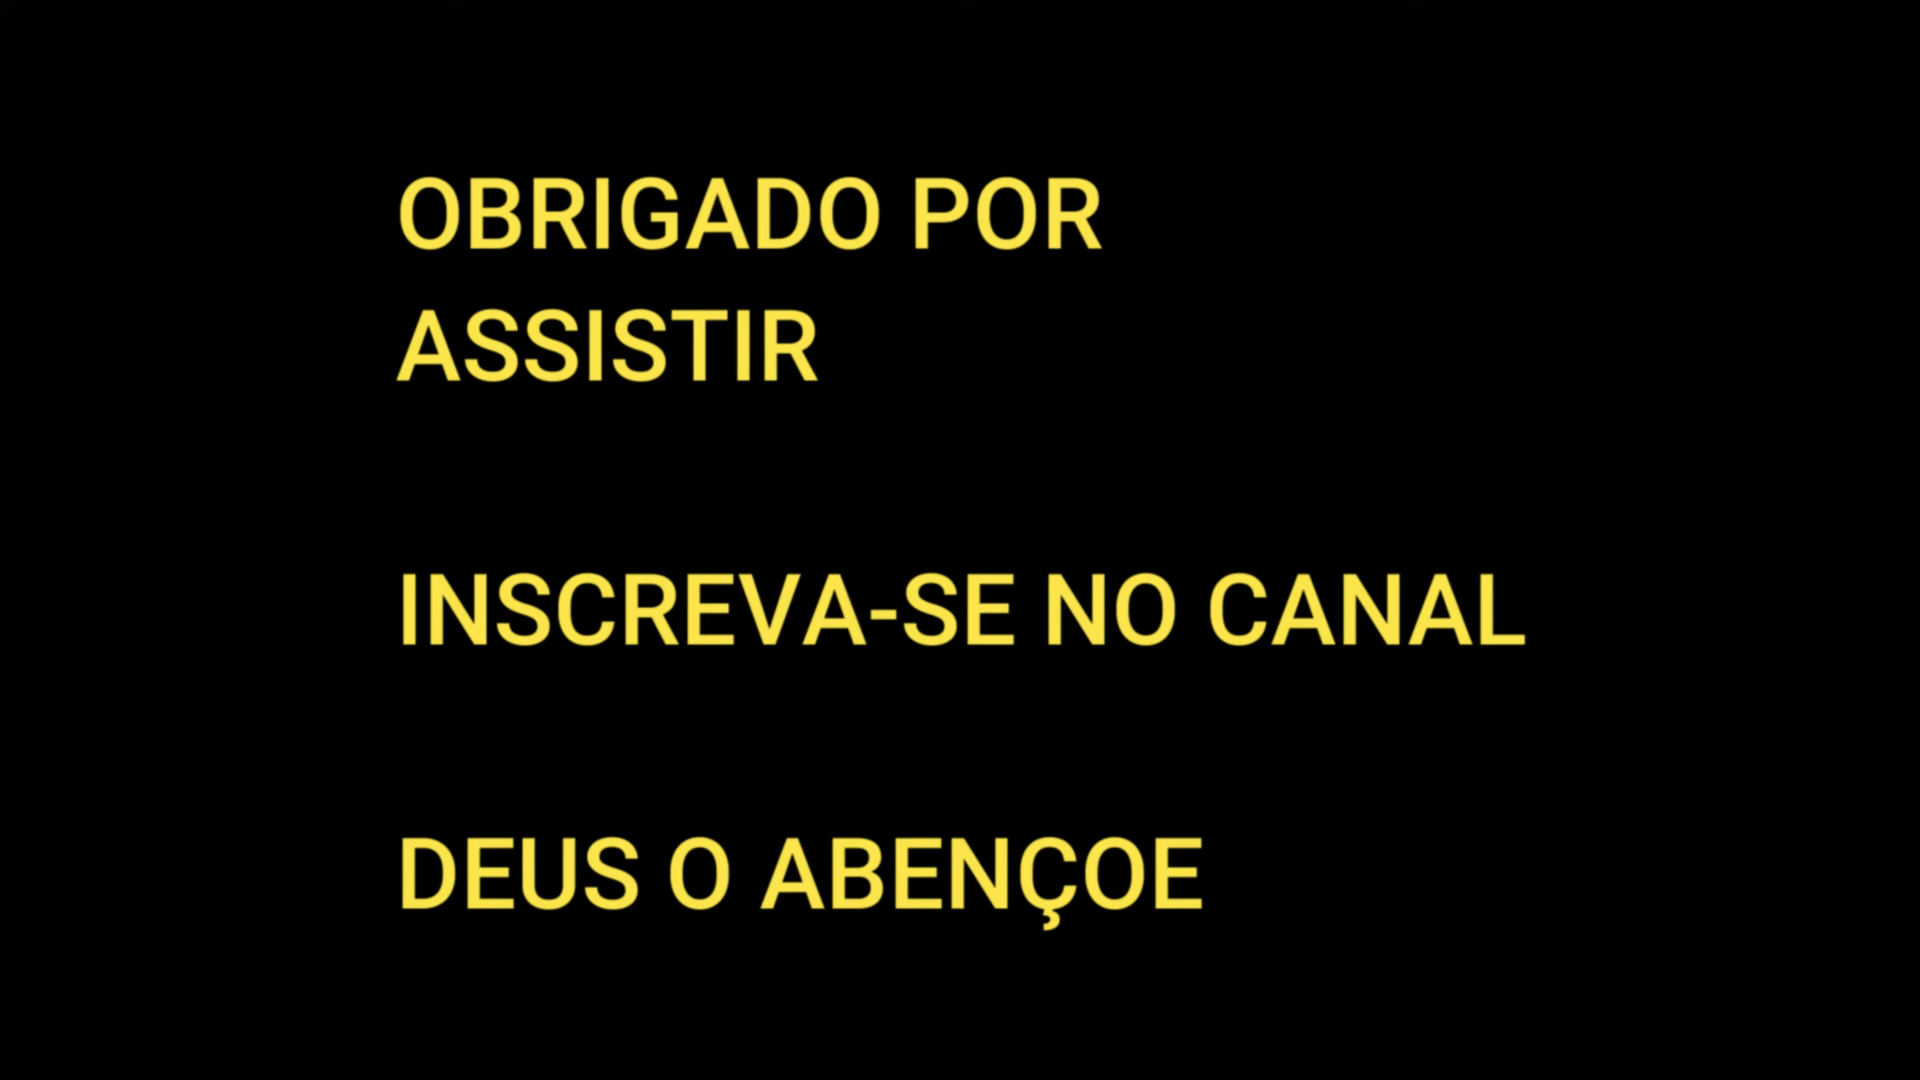 OBRIGADO POR
ASSISTIR
INSCREVA-SE NO CANAL
DEUS O ABENÇOE